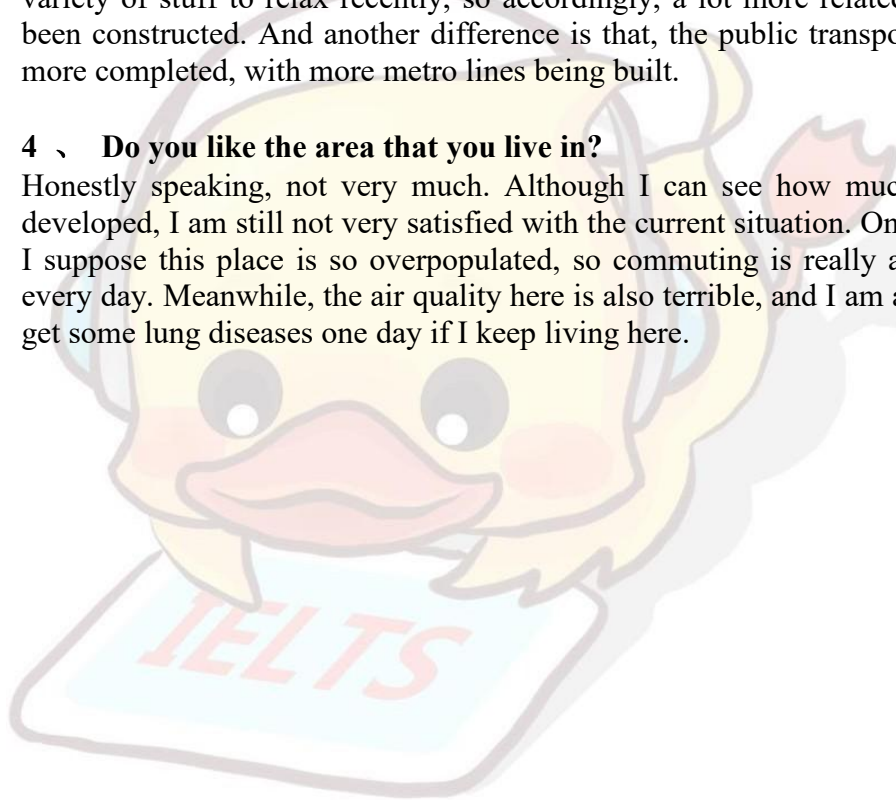 variety of stuff to relax recently, so accordingly, a lot more related
been constructed. And another difference is that, the public transpo
more completed, with more metro lines being built.
4 、 Do you like the area that you live in?
Honestly speaking, not very much. Although I can see how muc
developed, I am still not very satisfied with the current situation. On
I suppose this place is so overpopulated, so commuting is really a
every day. Meanwhile, the air quality here is also terrible, and I am a
get some lung diseases one day if I keep living here.
IELTS